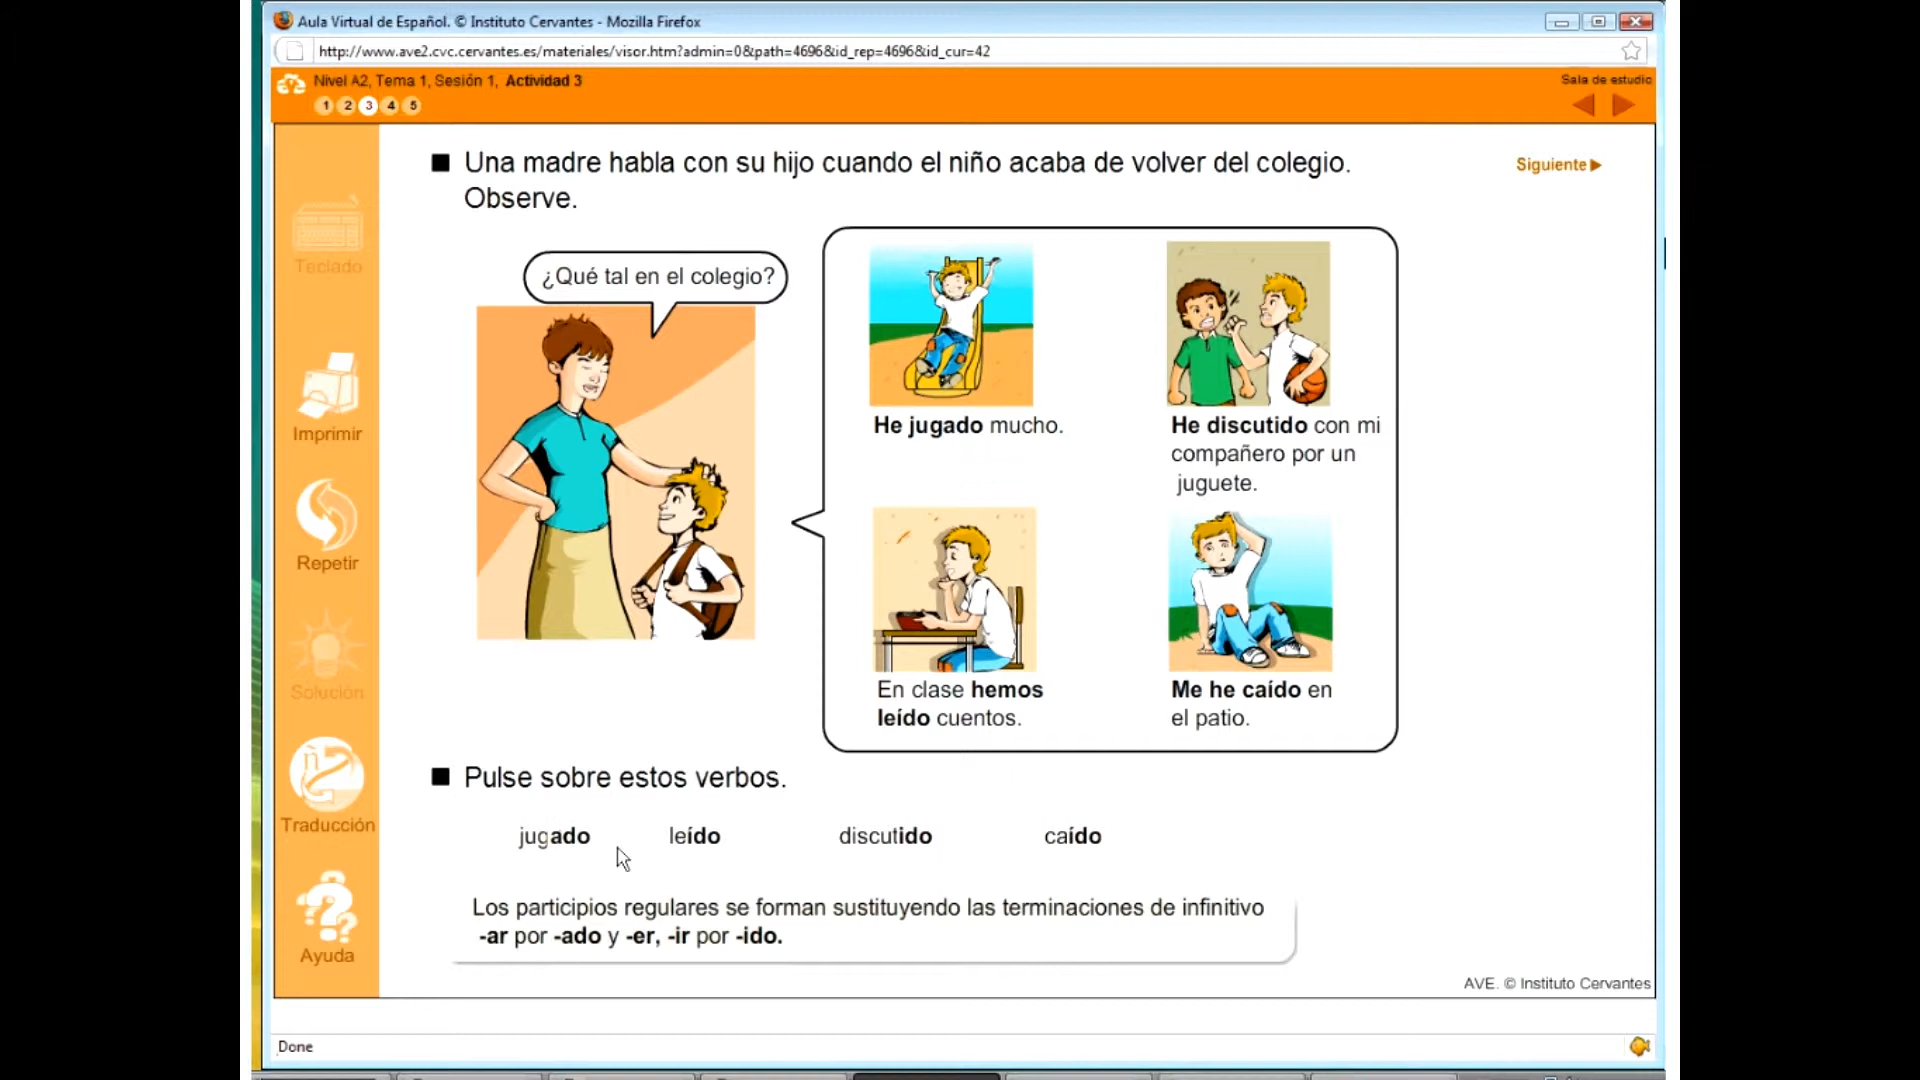 Aula Virtual de Español. © Instituto Cervantes - Mozilla Firefox
http://www.ave2.cvc.cervantes.es/materiales/visor.htm?admin=0&path=4696&id_rep=4696&id_cur=42
Nivel A2, Tema 1, Sesión 1, Actividad 3
Sala de estudio
1 2 3 4 5
Una madre habla con su hijo cuando el niño acaba de volver del colegio.
Observe.
Siguiente
Teclado
Imprimir
Repetir
Solución
Traducción
Ayuda
¿Qué tal en el colegio?
He jugado mucho.
He discutido con mi
compañero por un
juguete.
En clase hemos
leído cuentos.
Me he caído en
el patio.
Pulse sobre estos verbos.
jugado leído discutido caído
Los participios regulares se forman sustituyendo las terminaciones de infinitivo
-ar por -ado y -er, -ir por -ido.
AVE. © Instituto Cervantes
Done